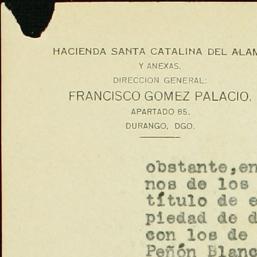 HACIENDA SANTA CATALINA DEL ALAM
Y ANEXAS.
DIRECCION GENERAL:
FRANCISCO GOMEZ PALACIO.
APARTADO 85.
DURANGO, DGO.
obstante,en
nos de los
título de e
piedad de d
con los de
Peñón Blanc